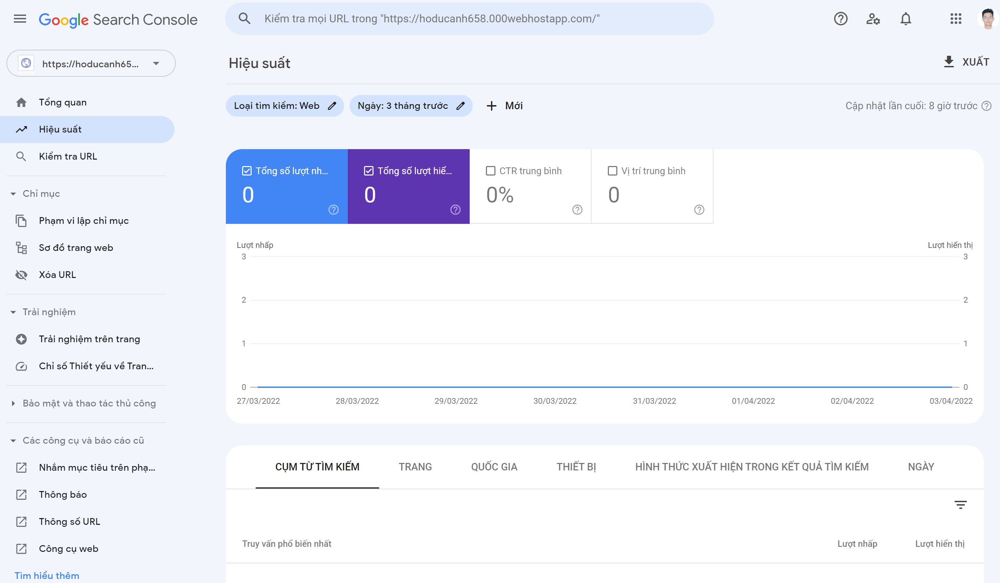 Google Search Console
Kiểm tra mọi URL trong "https://hoducanh658.000webhostapp.com/"
https://hoducanh65...
Tổng quan
Hiệu suất
Kiểm tra URL
Chỉ mục
Phạm vi lập chỉ mục
Sơ đồ trang web
Xóa URL
Trải nghiệm
Trải nghiệm trên trang
Chỉ số Thiết yếu về Tran...
Bảo mật và thao tác thủ công
Các công cụ và báo cáo cũ
Nhắm mục tiêu trên phạ...
Thông báo
Thông số URL
Công cụ web
Tìm hiểu thêm
Hiệu suất
XUẤT
Loại tìm kiếm: Web
Ngày: 3 tháng trước
Mới
Cập nhật lần cuối: 8 giờ trước
Tổng số lượt nh...
0
Tổng số lượt hiể...
0
CTR trung bình
0%
Vị trí trung bình
0
Lượt nhấp
Lượt hiển thị
3 3
2 2
1 1
0 0
27/03/2022 28/03/2022 29/03/2022 30/03/2022 31/03/2022 01/04/2022 02/04/2022 03/04/2022
CỤM TỪ TÌM KIẾM TRANG QUỐC GIA THIẾT BỊ HÌNH THỨC XUẤT HIỆN TRONG KẾT QUẢ TÌM KIẾM NGÀY
Truy vấn phổ biến nhất Lượt nhấp Lượt hiển thị